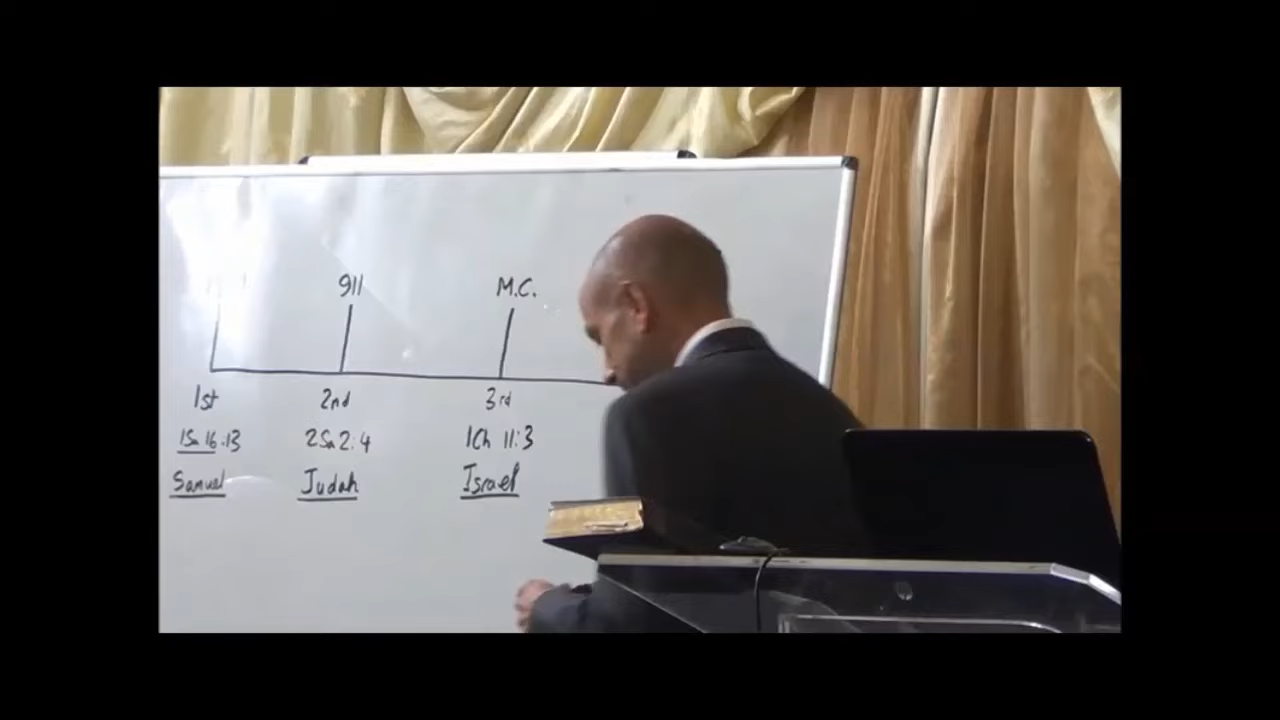 911 M.C.
1st 2nd 3rd
1Sa 16:13 2Sa 2:4 1Ch 11:3
Samuel Judah Israel